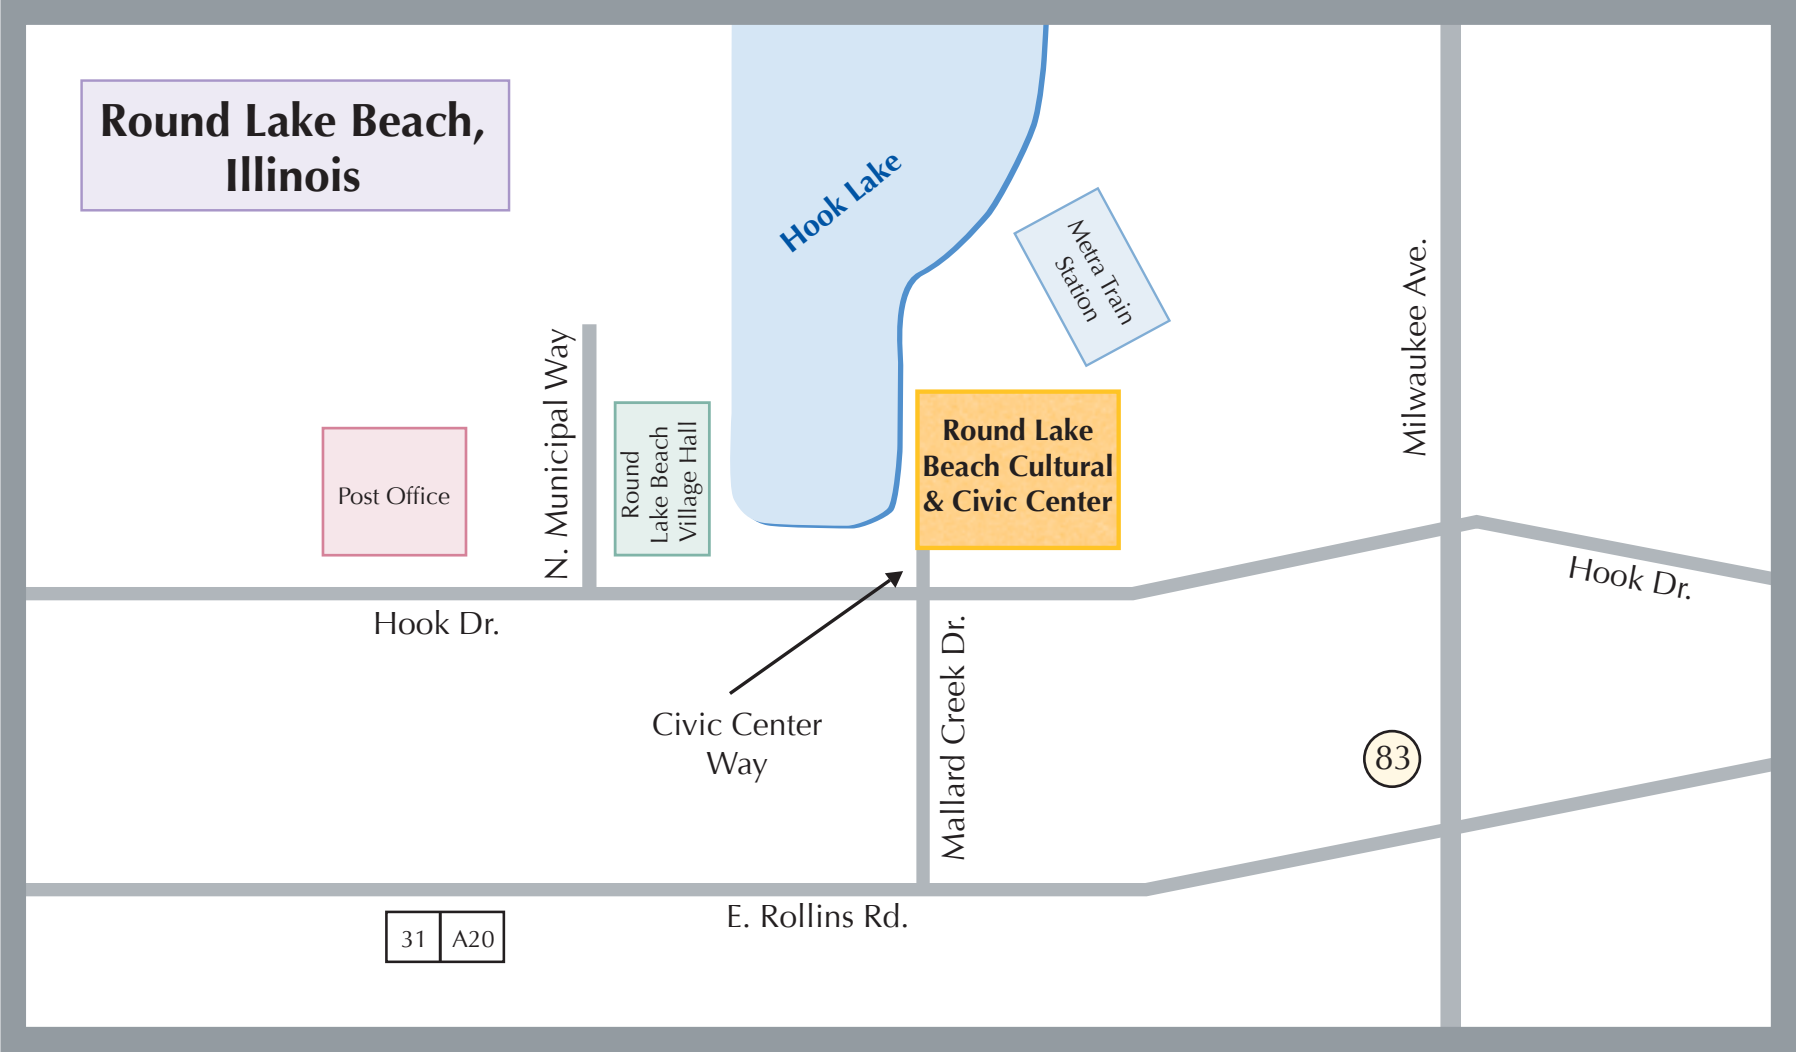 Round Lake Beach,
Illinois
Hook Lake
Metra Train
Station
Milwaukee Ave.
N. Municipal Way
Post Office
Round
Lake Beach
Village Hall
Round Lake
Beach Cultural
& Civic Center
Hook Dr.
Hook Dr.
Civic Center
Way
Mallard Creek Dr.
83
E. Rollins Rd.
31
A20